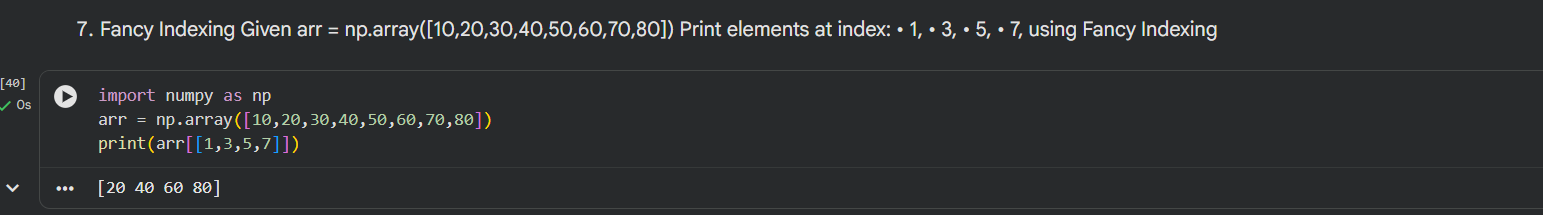 7. Fancy Indexing Given arr = np.array([10,20,30,40,50,60,70,80]) Print elements at index: • 1, • 3, • 5, • 7, using Fancy Indexing
[40]
0s
import numpy as np
arr = np.array([10,20,30,40,50,60,70,80])
print(arr[[1,3,5,7]])
[20 40 60 80]